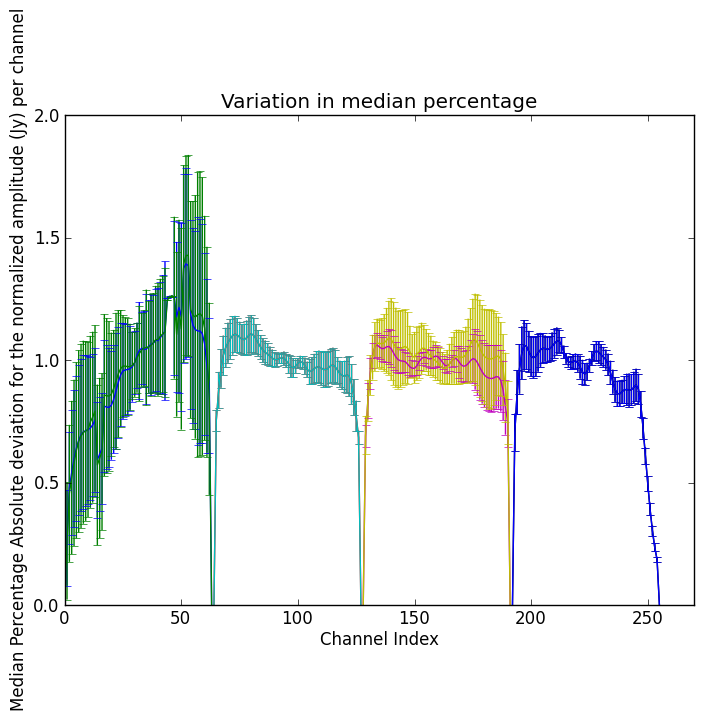 Variation in median percentage
Median Percentage Absolute deviation for the normalized amplitude (Jy) per channel
2.0
1.5
1.0
0.5
0.0
0 50 100 150 200 250
Channel Index